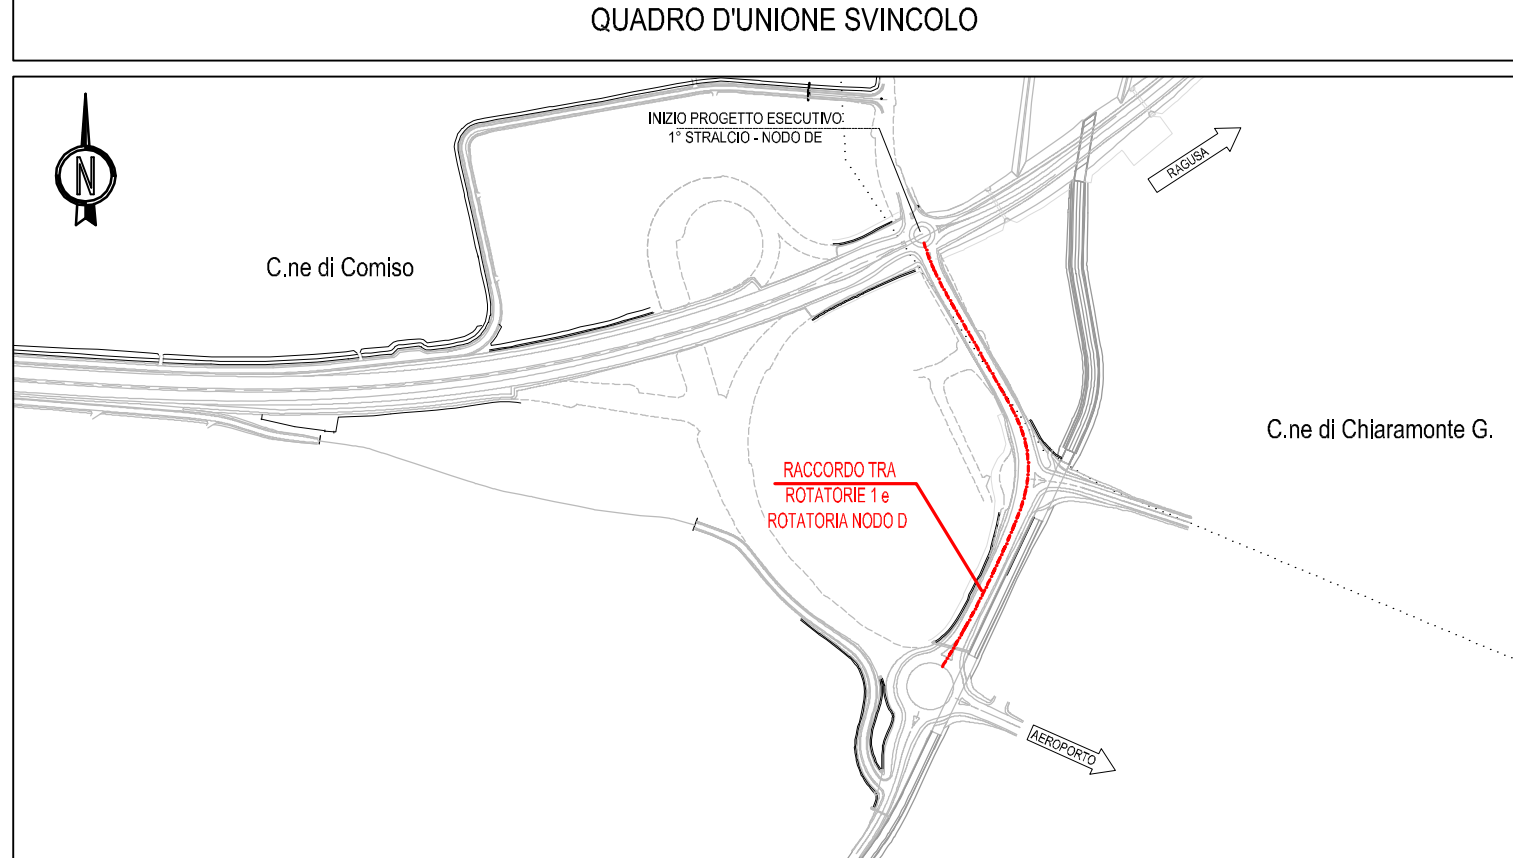 QUADRO D'UNIONE SVINCOLO
INIZIO PROGETTO ESECUTIVO
1° STRALCIO - NODO DE
RAGUSA
N
C.ne di Comiso
C.ne di Chiaramonte G.
RACCORDO TRA
ROTATORIE 1 e
ROTATORIA NODO D
AEROPORTO